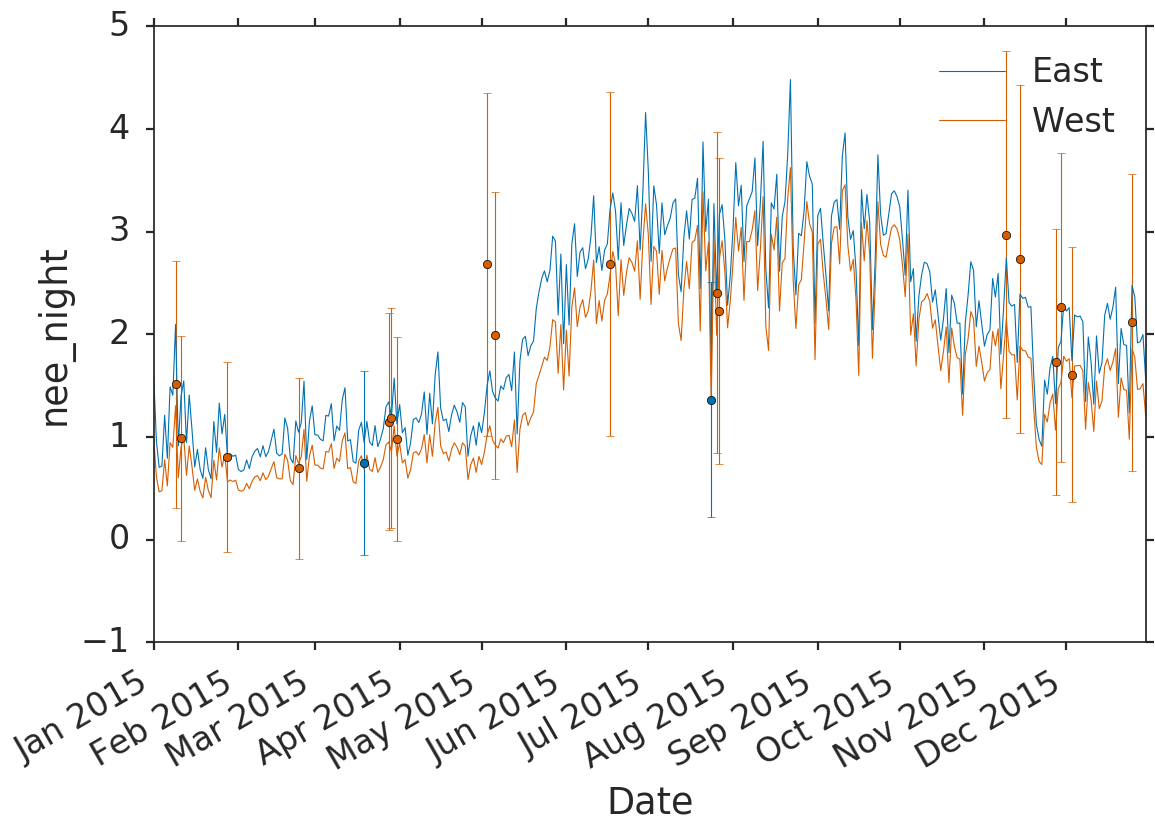 5
4
3
2
1
0
−1
nee_night
East
West
Jan 2015
Feb 2015
Mar 2015
Apr 2015
May 2015
Jun 2015
Jul 2015
Aug 2015
Sep 2015
Oct 2015
Nov 2015
Dec 2015
Date